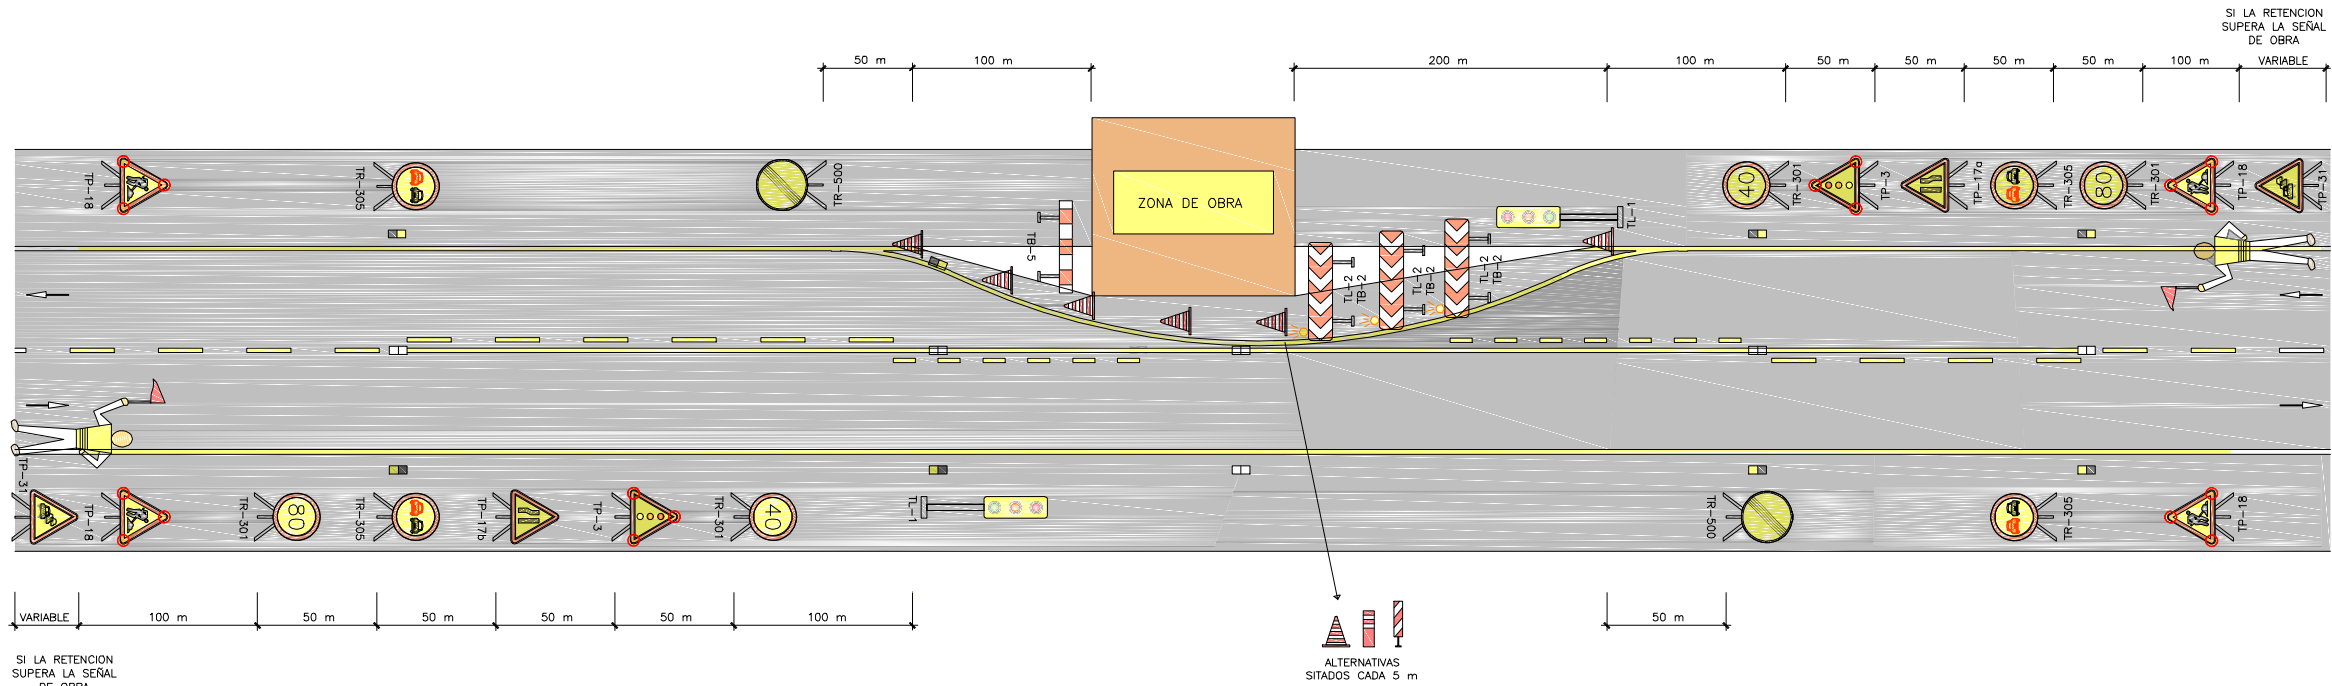 SI LA RETENCION
SUPERA LA SEÑAL
DE OBRA
50 m
100 m
200 m
100 m
50 m
50 m
50 m
50 m
100 m
VARIABLE
TP-18
TR-305
TR-500
TB-5
ZONA DE OBRA
TL-2
TB-2
TL-2
TB-2
TL-2
TB-2
TL-1
40
TR-301
TP-3
TP-17a
TR-305
80
TR-301
TP-18
TP-31
TP-31
TP-18
TR-301
80
TR-305
TP-17b
TP-3
TR-301
40
TL-1
TR-500
TR-305
TP-18
VARIABLE
100 m
50 m
50 m
50 m
50 m
100 m
50 m
SI LA RETENCION
SUPERA LA SEÑAL
DE OBRA
ALTERNATIVAS
SITADOS CADA 5 m